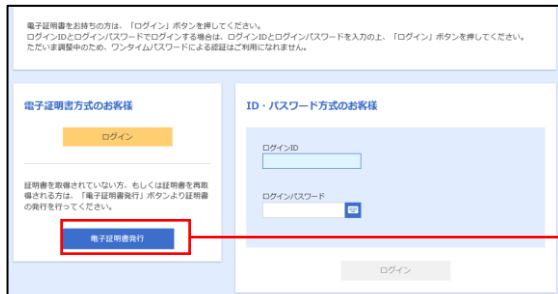 電子証明書をお持ちの方は、「ログイン」ボタンを押してください。
ログインIDとログインパスワードでログインする場合は、ログインIDとログインパスワードを入力の上、「ログイン」ボタンを押してください。
ただいま調整中のため、ワンタイムパスワードによる認証はご利用になれません。
電子証明書方式のお客様
ログイン
証明書を取得されていない方、もしくは証明書を再取
得される方は、「電子証明書発行」ボタンより証明書
の発行を行ってください。
電子証明書発行
ID・パスワード方式のお客様
ログインID
ログインパスワード
ログイン